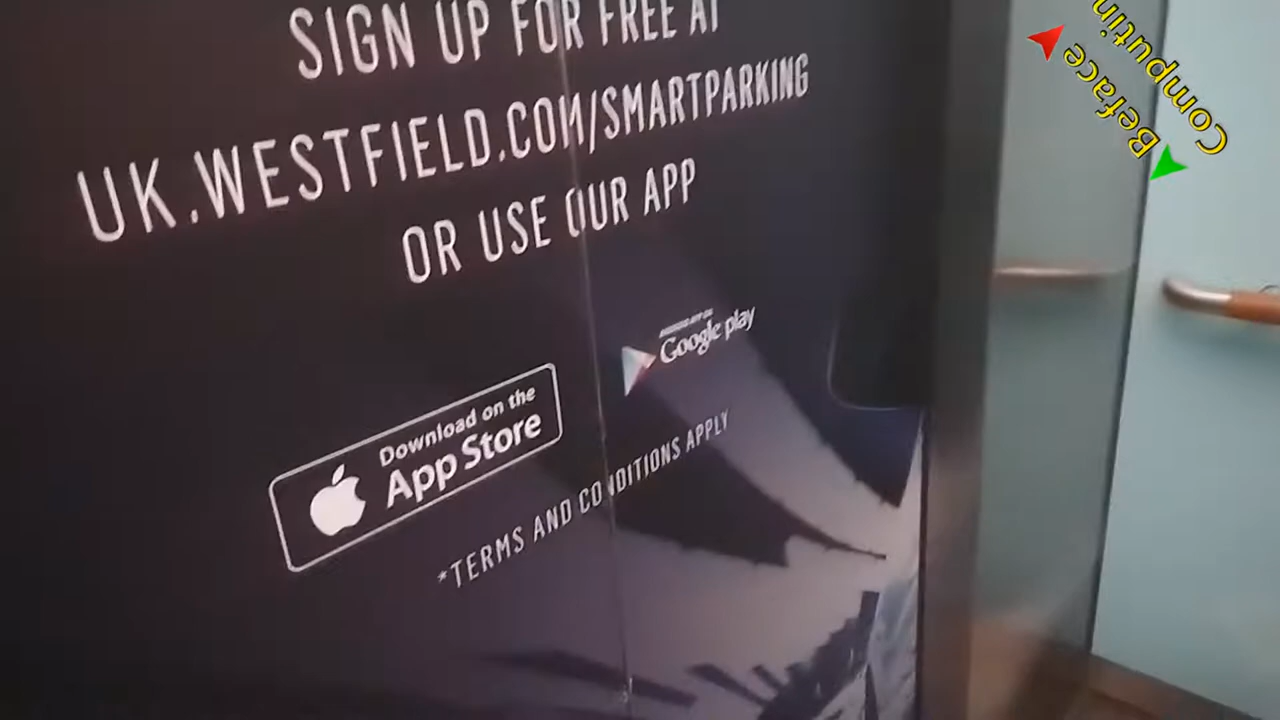 SIGN UP FOR FREE AT
UK.WESTFIELD.COM/SMARTPARKING
OR USE OUR APP
Google play
Download on the
App Store
*TERMS AND CONDITIONS APPLY
Beface
Computin